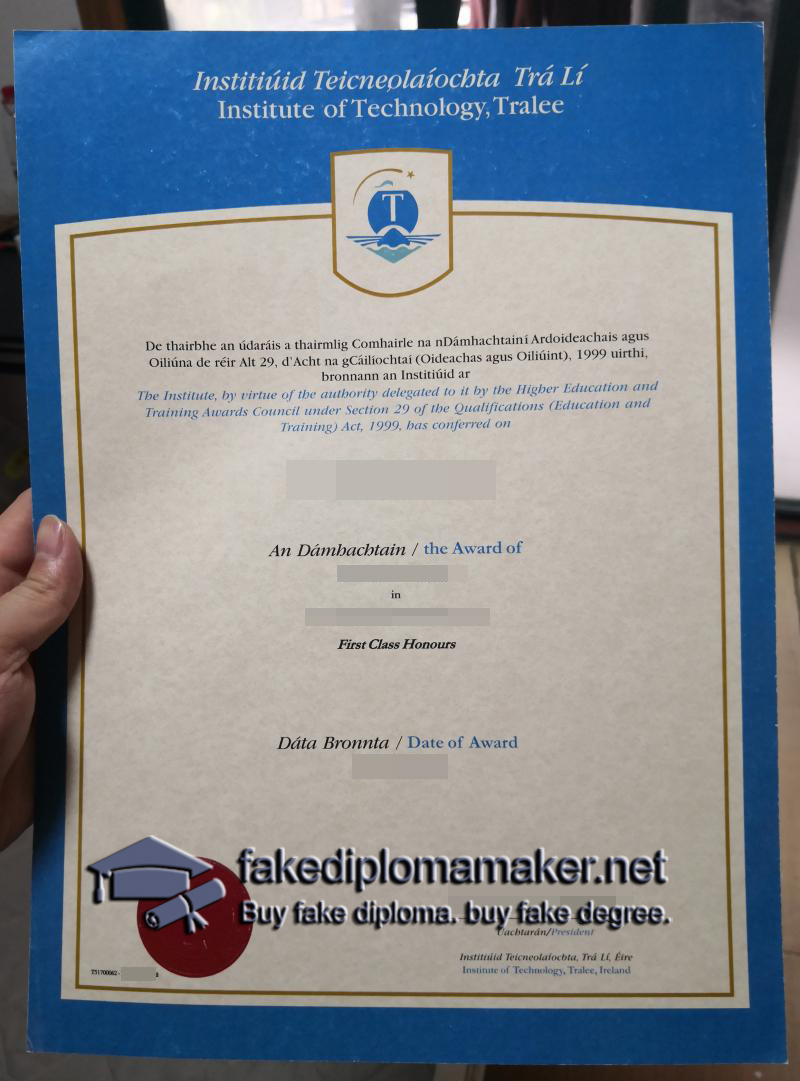 Institiúid Teicneolaíochta Trá Lí
Institute of Technology, Tralee
T
De thairbhe an údaráis a thairmlig Comhairle na nDámhachtainí Ardoideachais agus
Oiliúna de réir Alt 29, d'Acht na gCáilíochtaí (Oideachas agus Oiliúint), 1999 uirthi,
bronnann an Institiúid ar
The Institute, by virtue of the authority delegated to it by the Higher Education and
Training Awards Council under Section 29 of the Qualifications (Education and
Training) Act, 1999, has conferred on
An Dámhachtain / the Award of
in
First Class Honours
Dáta Bronnta / Date of Award
fakediplomamaker.net
Buy fake diploma. buy fake degree.
Uachtarán/President
Institiúid Teicneolaíochta, Trá Lí, Éire
Institute of Technology, Tralee, Ireland